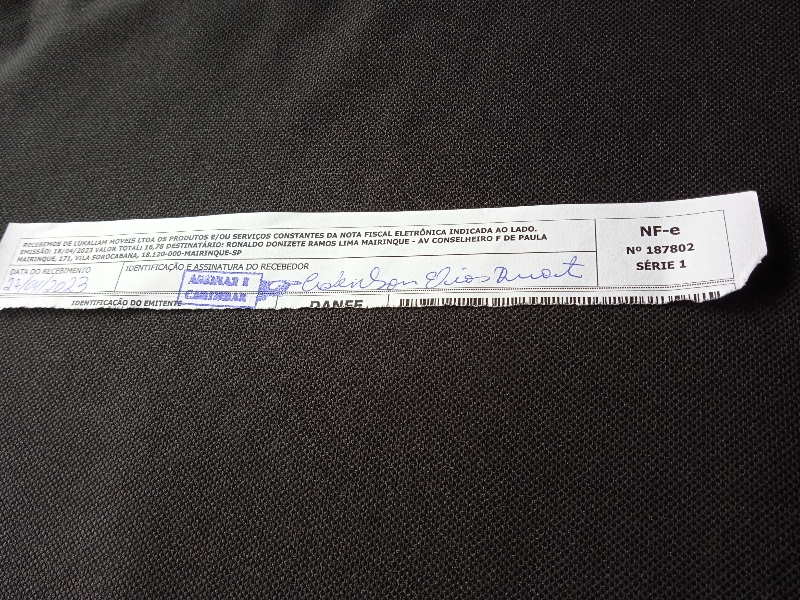 RECEBEMOS DE LUKALIAM MOVEIS LTDA OS PRODUTOS E/OU SERVIÇOS CONSTANTES DA NOTA FISCAL ELETRÔNICA INDICADA AO LADO.
EMISSÃO: 18/04/2023 VALOR TOTAL: 16,78 DESTINATÁRIO: RONALDO DONIZETE RAMOS LIMA MAIRINQUE - AV CONSELHEIRO F DE PAULA
MAIRINQUE, 171, VILA SOROCABANA, 18.120-000-MAIRINQUE-SP
NF-e
Nº 187802
SÉRIE 1
DATA DO RECEBIMENTO
27/04/2023
IDENTIFICAÇÃO E ASSINATURA DO RECEBEDOR
ASSINAR E
CARIMBAR
IDENTIFICAÇÃO DO EMITENTE
DANFE